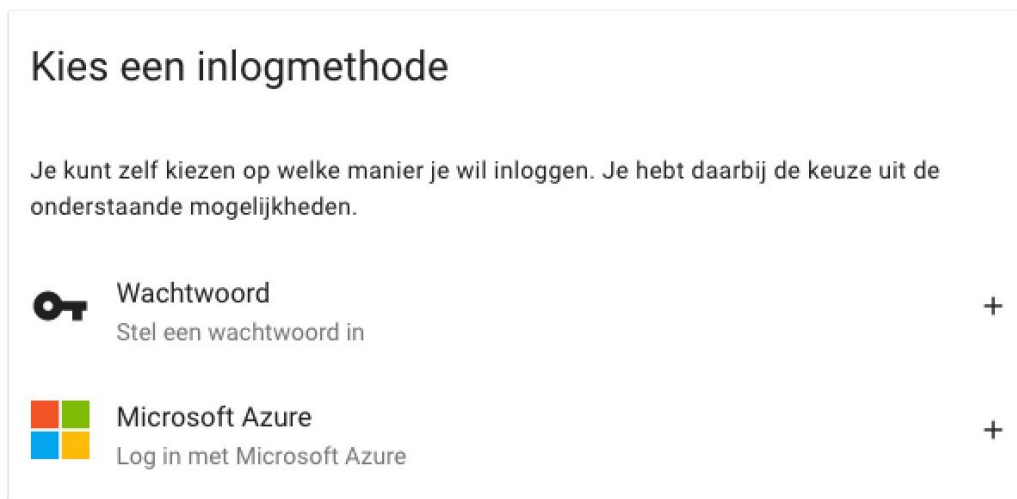 Kies een inlogmethode
Je kunt zelf kiezen op welke manier je wil inloggen. Je hebt daarbij de keuze uit de
onderstaande mogelijkheden.
Wachtwoord
Stel een wachtwoord in
Microsoft Azure
Log in met Microsoft Azure